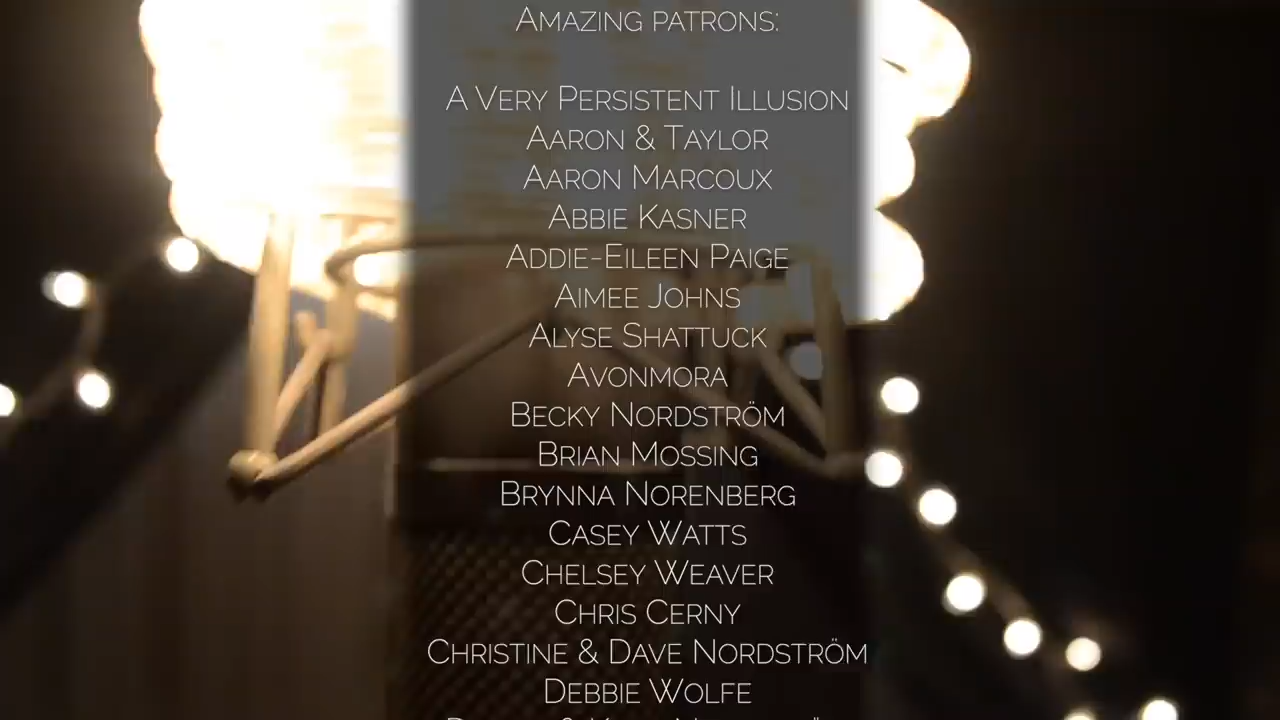 AMAZING PATRONS:
A VERY PERSISTENT ILLUSION
AARON & TAYLOR
AARON MARCOUX
ABBIE KASNER
ADDIE-EILEEN PAIGE
AIMEE JOHNS
ALYSE SHATTUCK
AVONMORA
BECKY NORDSTRÖM
BRIAN MOSSING
BRYNNA NORENBERG
CASEY WATTS
CHELSEY WEAVER
CHRIS CERNY
CHRISTINE & DAVE NORDSTRÖM
DEBBIE WOLFE